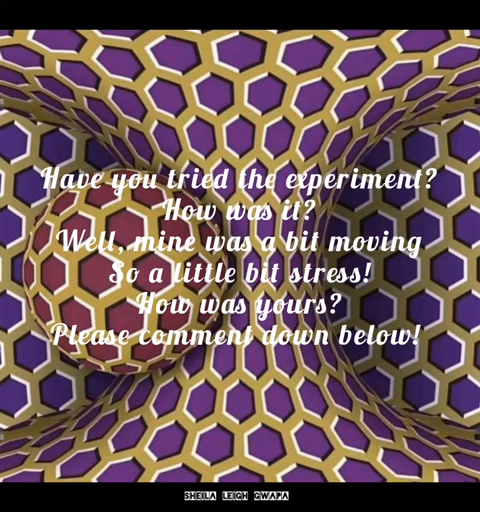 Have you tried the experiment?
How was it?
Well, mine was a bit moving
So a little bit stress!
How was yours?
Please comment down below!
SHEILA LEIGH GWAPA